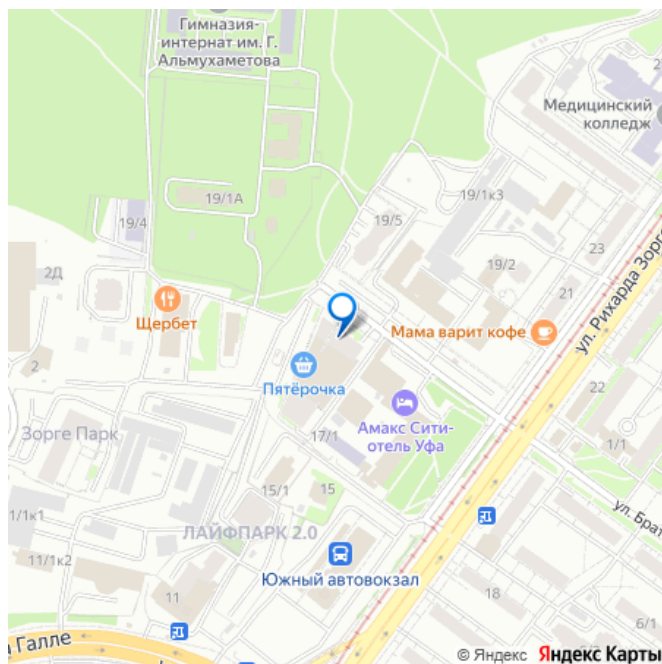 Гимназия-
интернат им. Г.
Альмухаметова
Медицинский
колледж
19/1А
19/1к3
19/4
19/5
23
2Д
19/2
21
ул. Рихарда Зорге
Щербет
Мама варит кофе
2
Пятёрочка
22
Амакс Сити-
отель Уфа
Зорге Парк
17/1
1/1
15/1
15
ул. Брат
1/1к1
ЛАЙФПАРК 2.0
11/1к2
Южный автовокзал
18
11
6/1
а Галле
© Яндекс Яндекс Карты